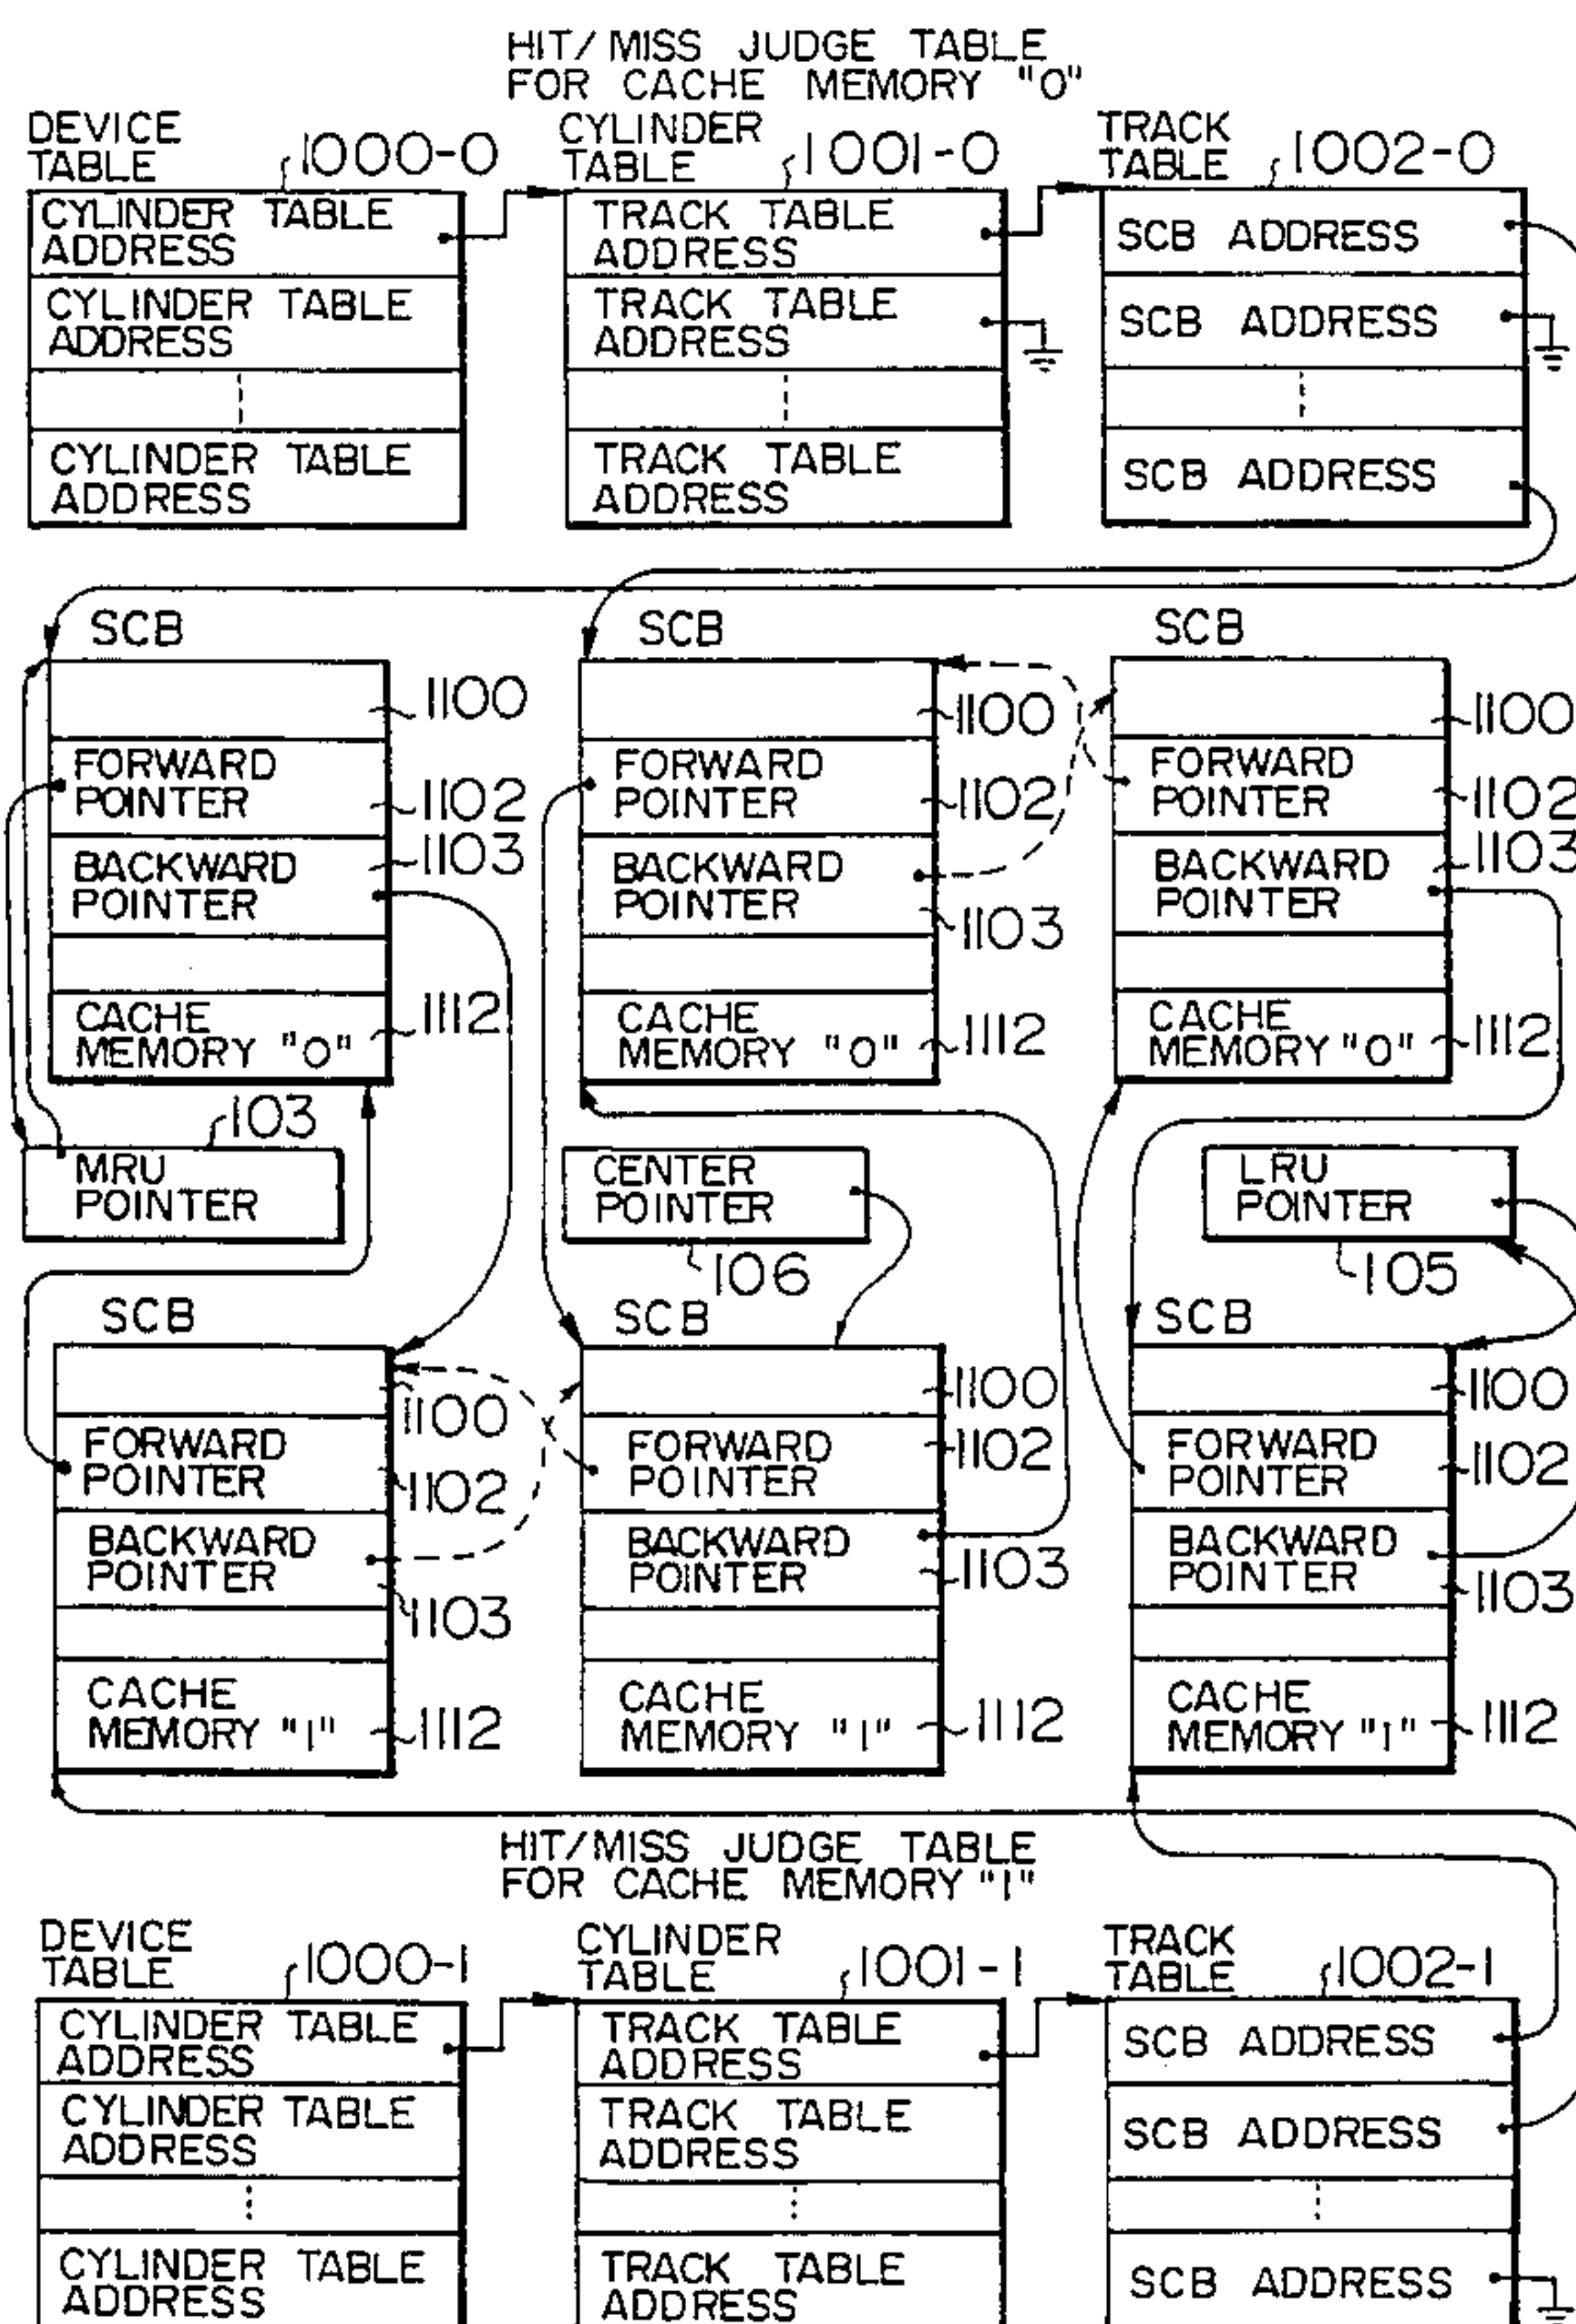 HIT/MISS JUDGE TABLE
FOR CACHE MEMORY "0"
DEVICE
TABLE
1000-0
CYLINDER
TABLE
1001-0
TRACK
TABLE
1002-0
CYLINDER TABLE
ADDRESS
TRACK TABLE
ADDRESS
SCB ADDRESS
CYLINDER TABLE
ADDRESS
TRACK TABLE
ADDRESS
SCB ADDRESS
CYLINDER TABLE
ADDRESS
TRACK TABLE
ADDRESS
SCB ADDRESS
SCB
SCB
SCB
1100
1100
1100
FORWARD
POINTER
1102
FORWARD
POINTER
1102
FORWARD
POINTER
1102
BACKWARD
POINTER
1103
BACKWARD
POINTER
1103
BACKWARD
POINTER
1103
CACHE
MEMORY "0"
1112
CACHE
MEMORY "0"
1112
CACHE
MEMORY "0"
1112
103
MRU
POINTER
CENTER
POINTER
106
LRU
POINTER
105
SCB
SCB
SCB
1100
1100
1100
FORWARD
POINTER
1102
FORWARD
POINTER
1102
FORWARD
POINTER
1102
BACKWARD
POINTER
1103
BACKWARD
POINTER
1103
BACKWARD
POINTER
1103
CACHE
MEMORY "1"
1112
CACHE
MEMORY "1"
1112
CACHE
MEMORY "1"
1112
HIT/MISS JUDGE TABLE
FOR CACHE MEMORY "1"
DEVICE
TABLE
1000-1
CYLINDER
TABLE
1001-1
TRACK
TABLE
1002-1
CYLINDER TABLE
ADDRESS
TRACK TABLE
ADDRESS
SCB ADDRESS
CYLINDER TABLE
ADDRESS
TRACK TABLE
ADDRESS
SCB ADDRESS
CYLINDER TABLE
ADDRESS
TRACK TABLE
ADDRESS
SCB ADDRESS